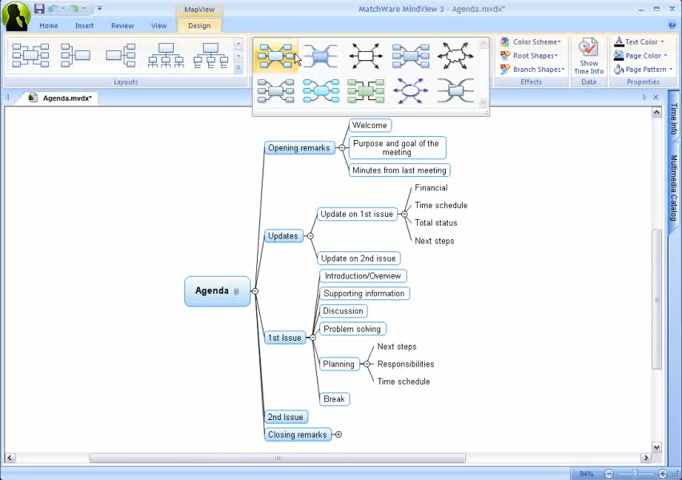 MapView
MatchWare MindView 3 - Agenda.mvdx*
Home
Insert
Review
View
Design
Layouts
Color Scheme
Root Shapes
Branch Shapes
Effects
Show
Time Info
Data
Text Color
Page Color
Page Pattern
Properties
Agenda.mvdx*
Time Info
Multimedia Catalog
Welcome
Opening remarks
Purpose and goal of the
meeting
Minutes from last meeting
Financial
Time schedule
Update on 1st issue
Total status
Updates
Next steps
Update on 2nd issue
Introduction/Overview
Agenda
Supporting information
Discussion
Problem solving
1st Issue
Next steps
Planning
Responsibilities
Time schedule
Break
2nd Issue
Closing remarks
94%